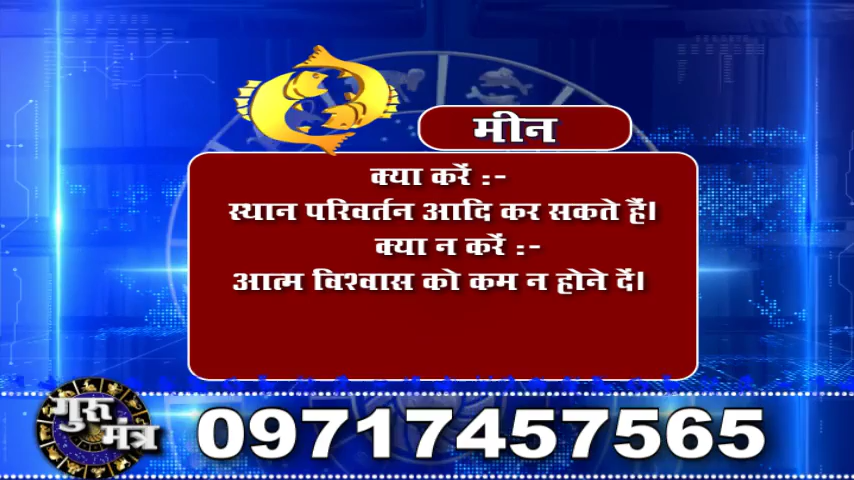 मीन
क्या करें :-
स्थान परिवर्तन आदि कर सकते हैं।
क्या न करें :-
आत्म विश्वास को कम न होने दें।
गुरू
मंत्र
09717457565